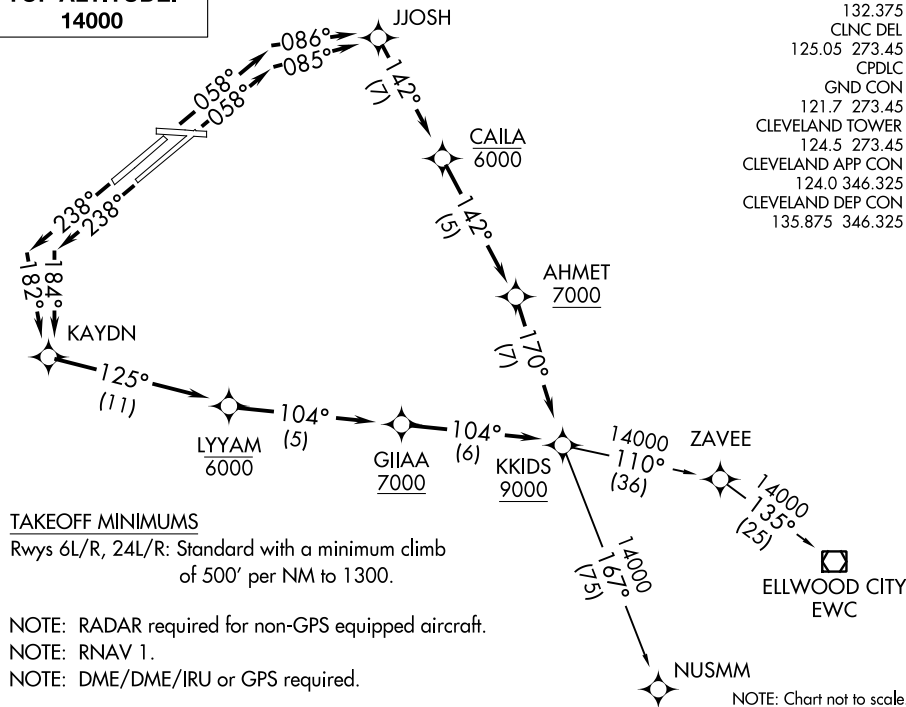 TOP ALTITUDE:
14000
132.375
CLNC DEL
125.05 273.45
CPDLC
GND CON
121.7 273.45
CLEVELAND TOWER
124.5 273.45
CLEVELAND APP CON
124.0 346.325
CLEVELAND DEP CON
135.875 346.325
JJOSH
086°
085°
058°
058°
142°
(7)
CAILA
6000
142°
(5)
238°
238°
182°
184°
AHMET
7000
170°
(7)
KAYDN
125°
(11)
LYYAM
6000
104°
(5)
GIIAA
7000
104°
(6)
KKIDS
9000
14000
110°
(36)
ZAVEE
14000
135°
(25)
ELLWOOD CITY
EWC
14000
167°
(75)
NUSMM
TAKEOFF MINIMUMS
Rwys 6L/R, 24L/R: Standard with a minimum climb
of 500' per NM to 1300.
NOTE: RADAR required for non-GPS equipped aircraft.
NOTE: RNAV 1.
NOTE: DME/DME/IRU or GPS required.
NOTE: Chart not to scale